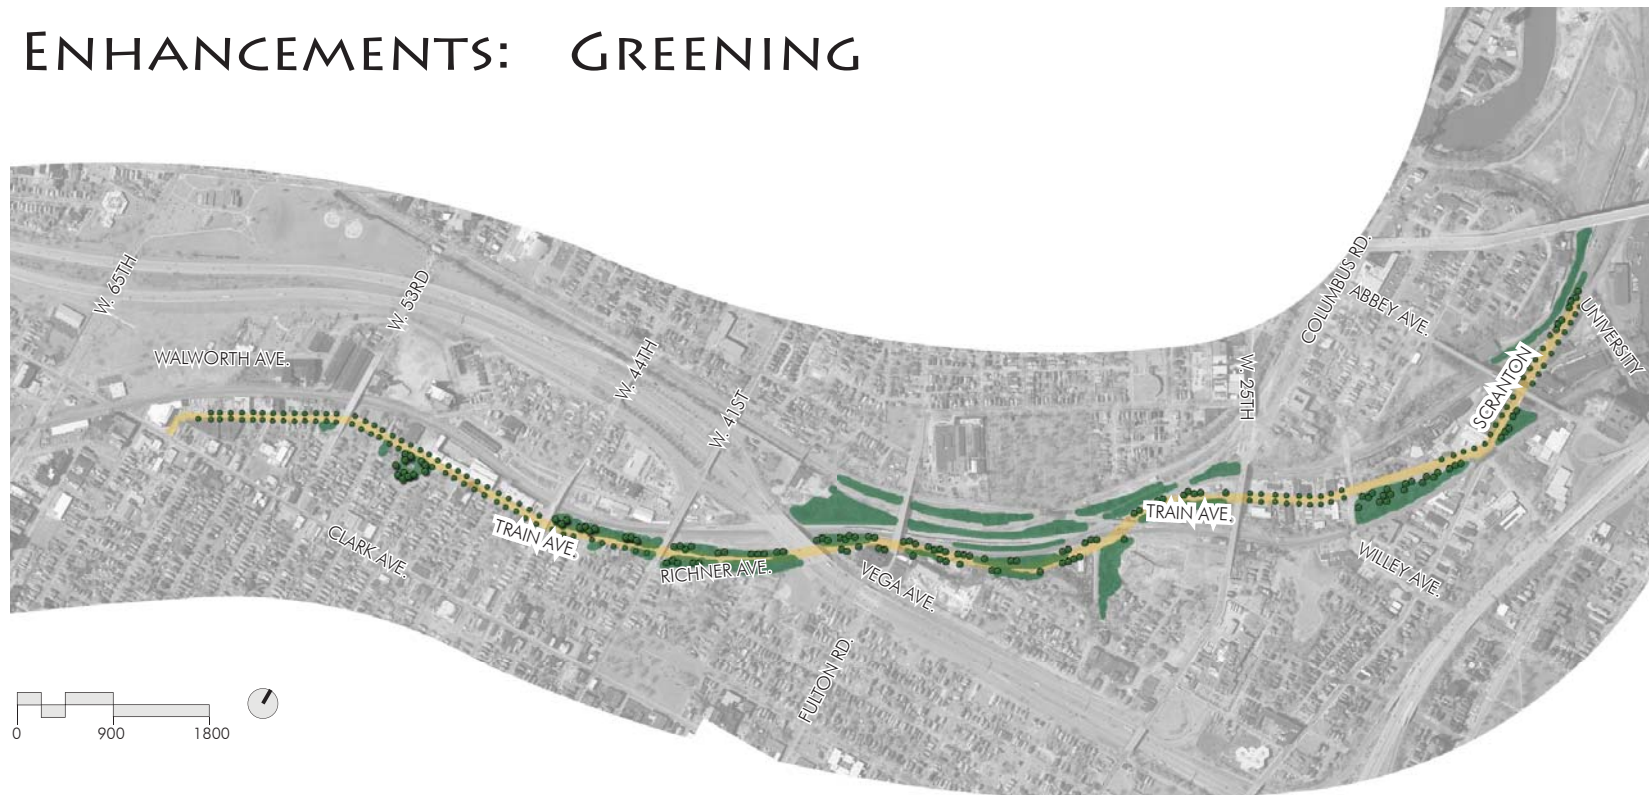 ENHANCEMENTS: GREENING
W. 65TH
W. 53RD
WALWORTH AVE.
W. 44TH
W. 41ST
W. 25TH
COLUMBUS RD.
ABBEY AVE.
UNIVERSITY
SCRANTON
TRAIN AVE.
TRAIN AVE.
CLARK AVE.
RICHNER AVE.
VEGA AVE.
WILLEY AVE.
FULTON RD.
0 900 1800